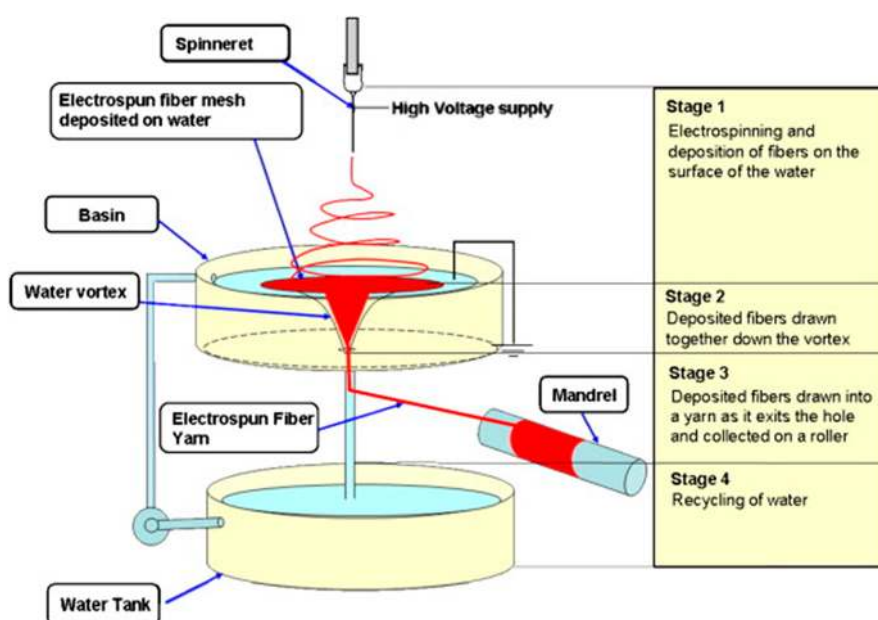 Spinneret
Electrospun fiber mesh
deposited on water
High Voltage supply
Basin
Water vortex
Electrospun Fiber
Yarn
Mandrel
Water Tank
Stage 1
Electrospinning and
deposition of fibers on the
surface of the water
Stage 2
Deposited fibers drawn
together down the vortex
Stage 3
Deposited fibers drawn into
a yarn as it exits the hole
and collected on a roller
Stage 4
Recycling of water